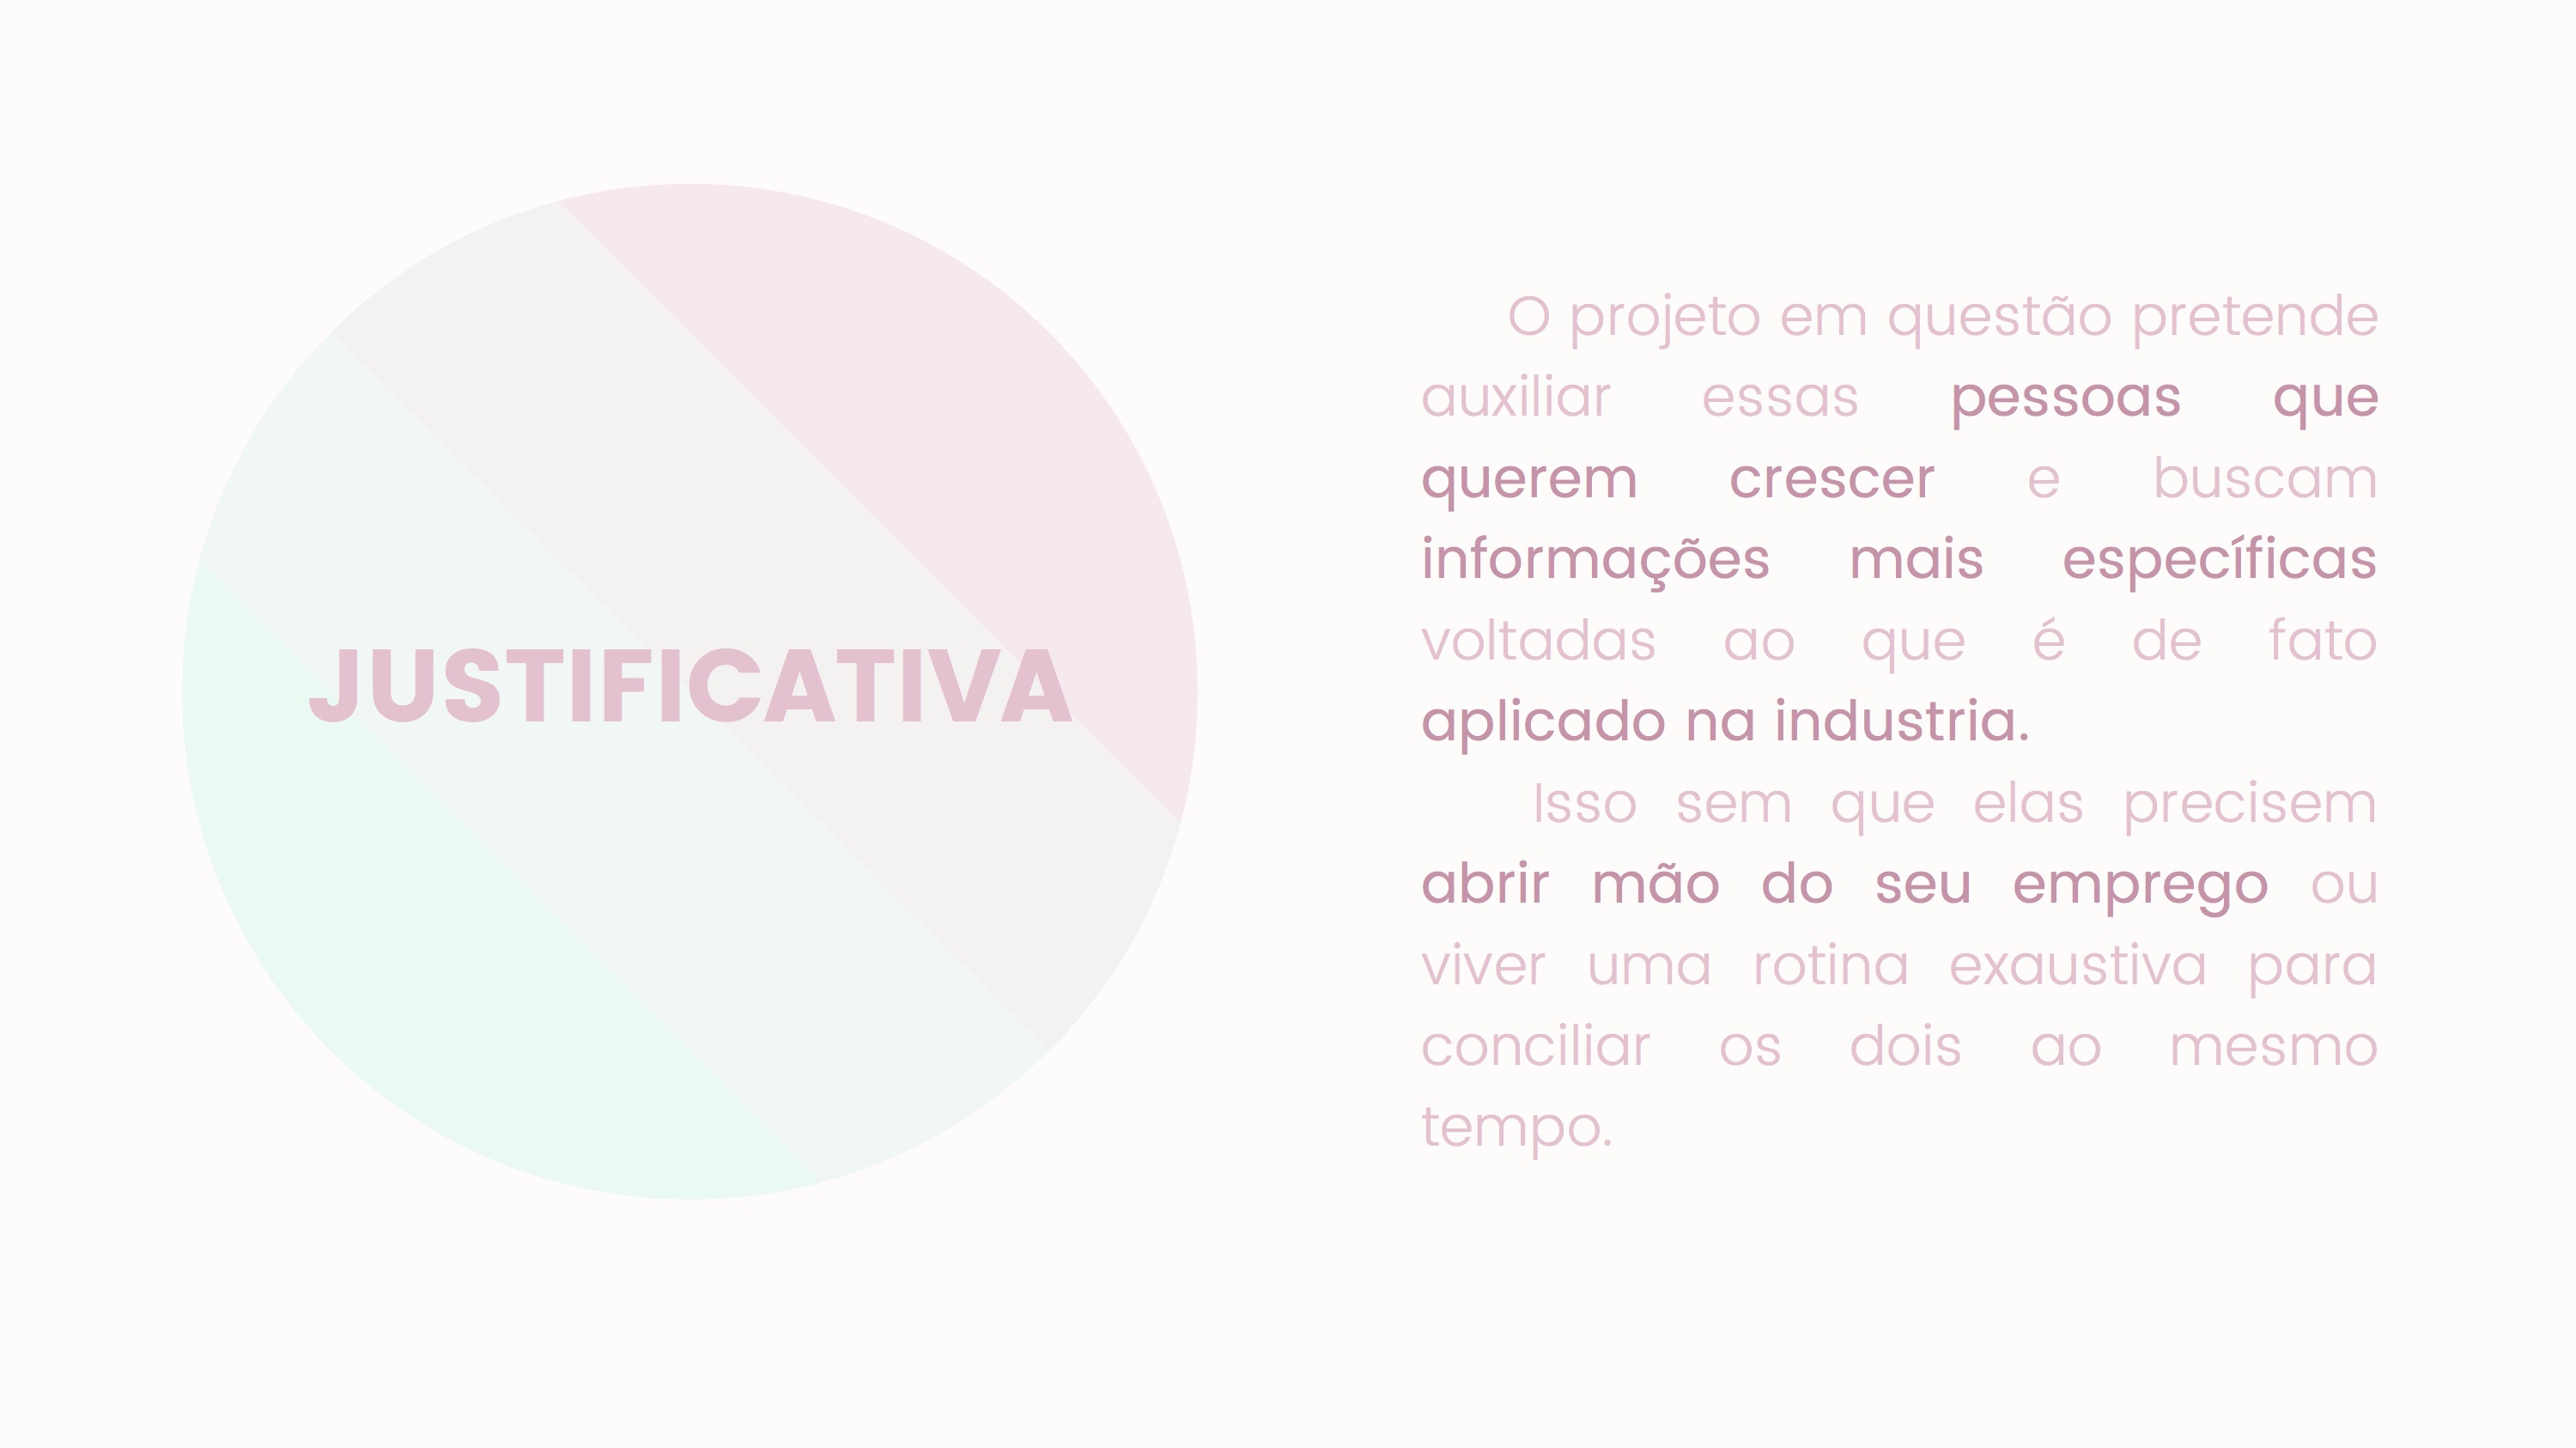 JUSTIFICATIVA
O projeto em questão pretende
auxiliar essas pessoas que
querem crescer e buscam
informações mais específicas
voltadas ao que é de fato
aplicado na industria.
Isso sem que elas precisem
abrir mão do seu emprego ou
viver uma rotina exaustiva para
conciliar os dois ao mesmo
tempo.